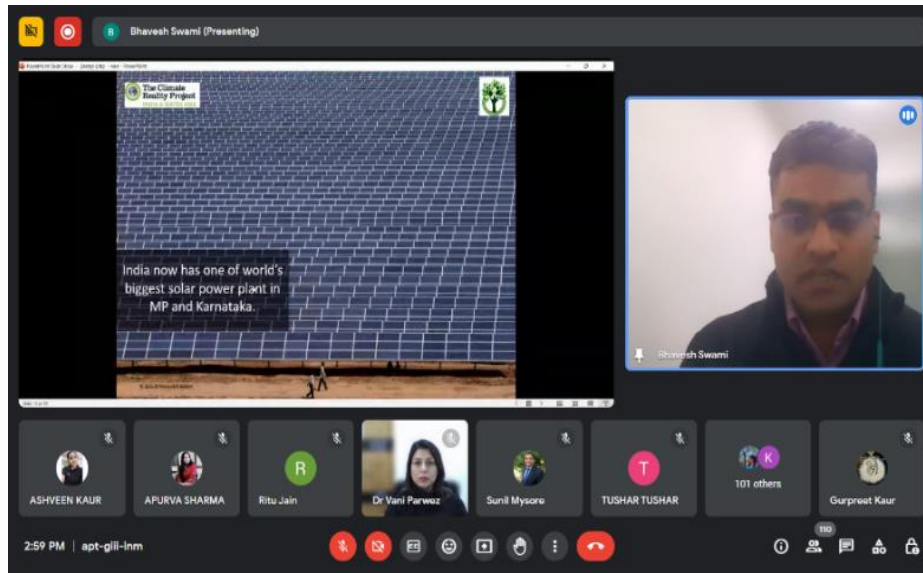 B Bhavesh Swami (Presenting)
The Climate
Reality Project
India now has one of world's
biggest solar power plant in
MP and Karnataka.
Bhavesh Swami
ASHVEEN KAUR
APURVA SHARMA
R
Ritu Jain
Dr Vani Parwez
Sunil Mysore
T
TUSHAR TUSHAR
K
101 others
Gurpreet Kaur
2:59 PM | apt-giii-inm
110